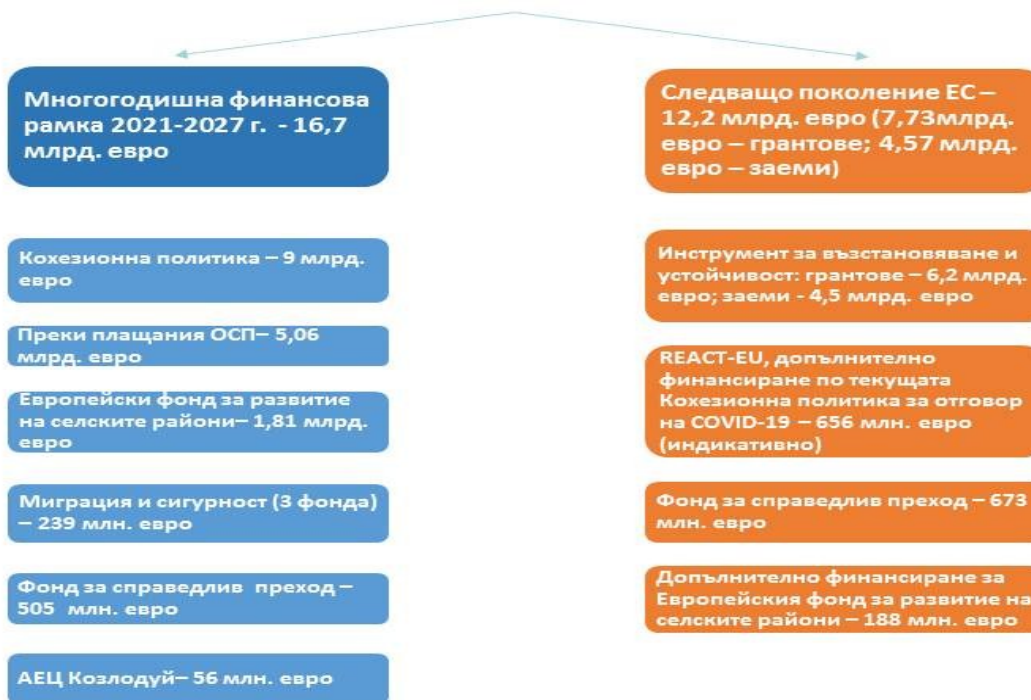 Многогодишна финансова
рамка 2021-2027 г.  - 16,7
млрд. евро
Кохезионна политика – 9 млрд.
евро
Преки плащания ОСП– 5,06
млрд. евро
Европейски фонд за развитие
на селските райони– 1,81 млрд.
евро
Миграция и сигурност (3 фонда)
– 239 млн. евро
Фонд за справедлив  преход –
505  млн. евро
АЕЦ Козлодуй– 56 млн. евро
Следващо поколение ЕС –
12,2 млрд. евро (7,73млрд.
евро – грантове; 4,57 млрд.
евро – заеми)
Инструмент за възстановяване и
устойчивост: грантове – 6,2 млрд.
евро; заеми - 4,5 млрд. евро
REACT-EU, допълнително
финансиране по текущата
Кохезионна политика за отговор
на COVID-19 – 656 млн. евро
(индикативно)
Фонд за справедлив преход – 673
млн. евро
Допълнително финансиране за
Европейския фонд за развитие на
селските райони – 188 млн. евро